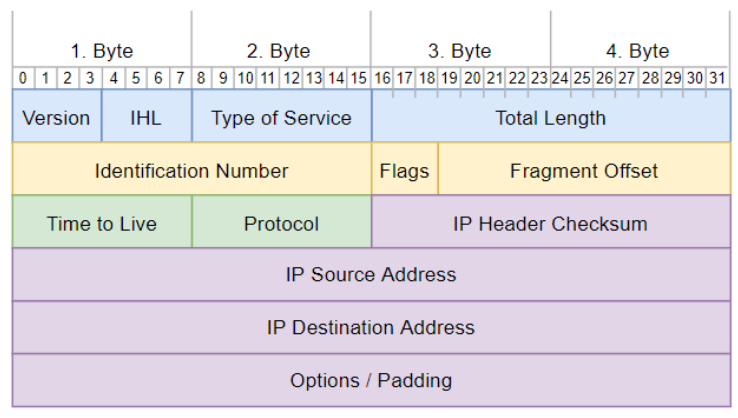 1. Byte 2. Byte 3. Byte 4. Byte
0 1 2 3 4 5 6 7 8 9 10 11 12 13 14 15 16 17 18 19 20 21 22 23 24 25 26 27 28 29 30 31
Version IHL Type of Service Total Length
Identification Number Flags Fragment Offset
Time to Live Protocol IP Header Checksum
IP Source Address
IP Destination Address
Options / Padding